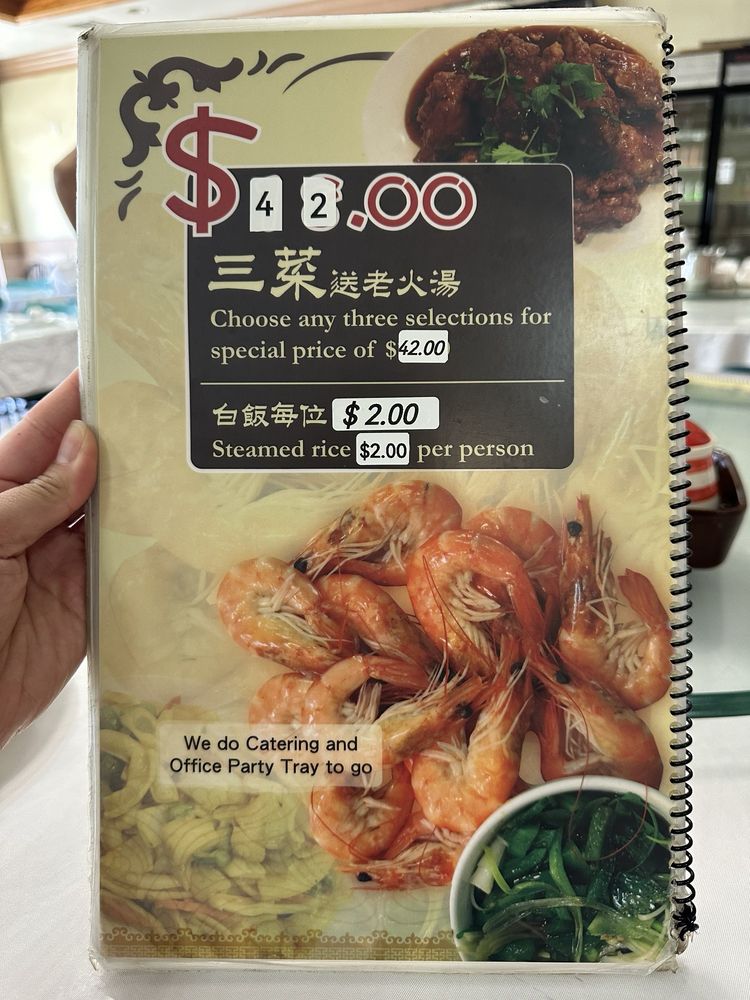 $42.00
三菜送老火湯
Choose any three selections for
special price of $42.00
白飯每位 $2.00
Steamed rice $2.00 per person
We do Catering and
Office Party Tray to go